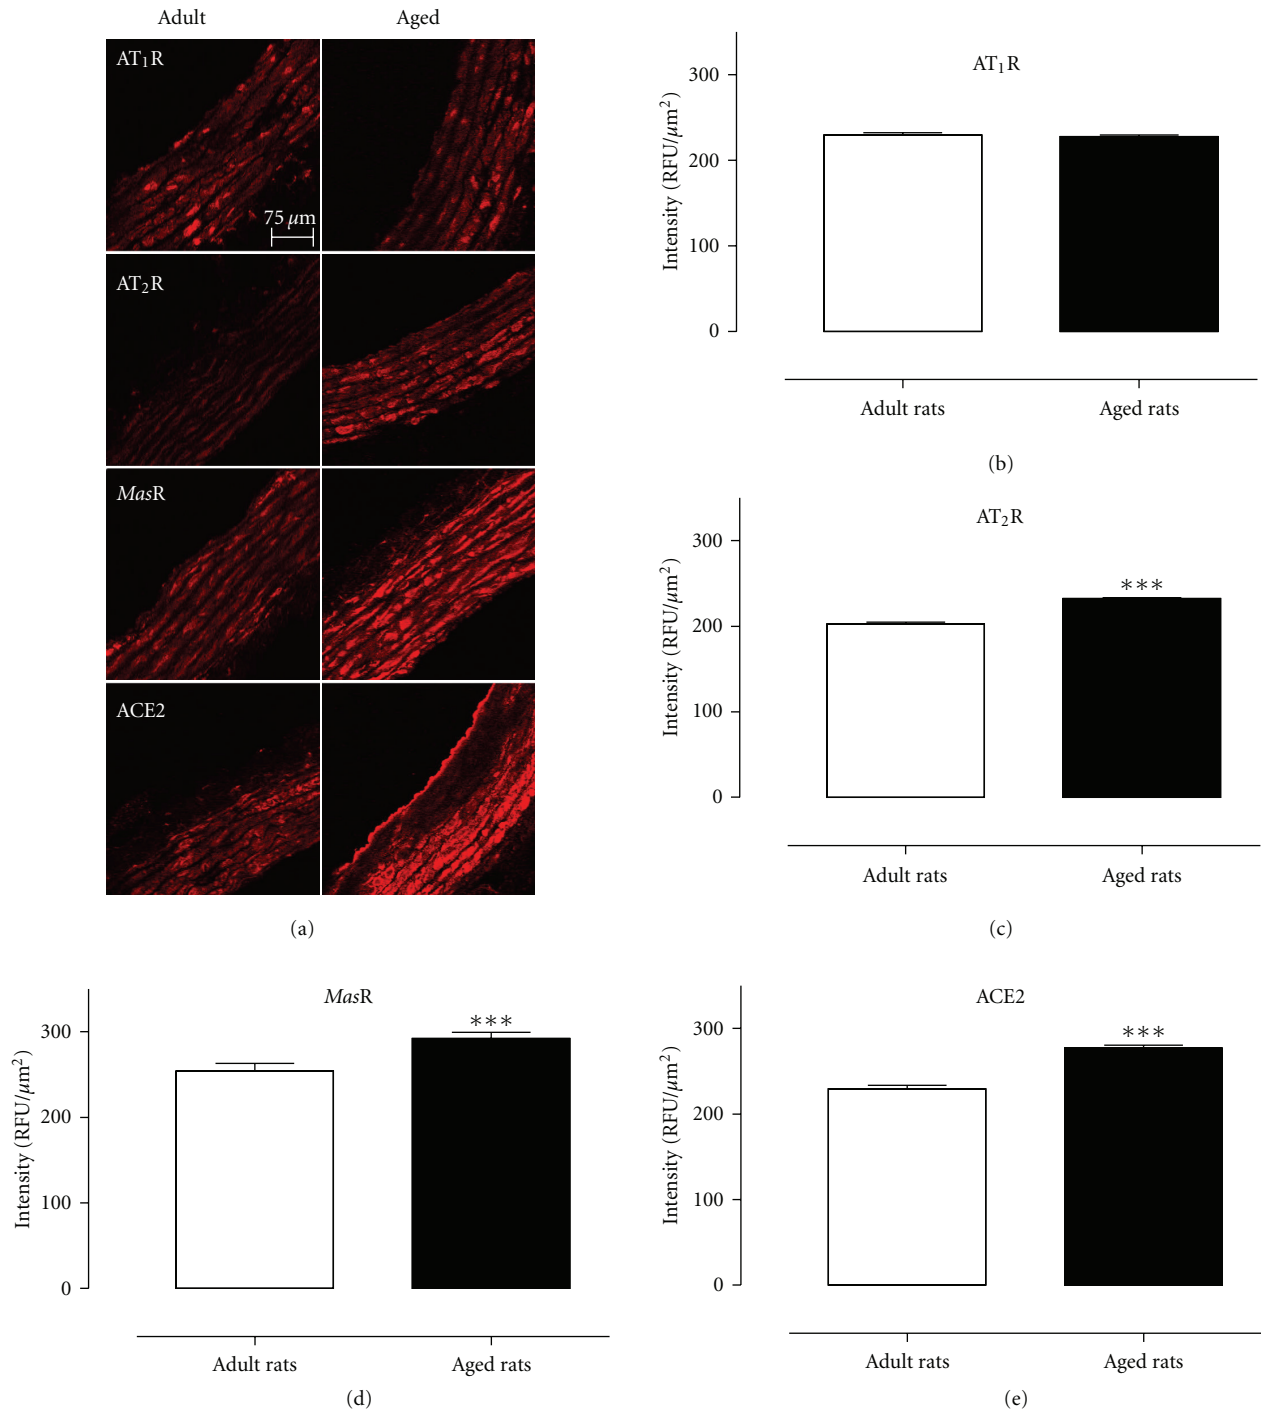 Adult Aged
AT₁R
75 μm
AT₂R
MasR
ACE2
(a)
AT₁R
Intensity (RFU/μm²)
300
200
100
0
Adult rats Aged rats
(b)
AT₂R
Intensity (RFU/μm²)
300
200
100
0
***
Adult rats Aged rats
(c)
MasR
Intensity (RFU/μm²)
300
200
100
0
***
Adult rats Aged rats
(d)
ACE2
Intensity (RFU/μm²)
300
200
100
0
***
Adult rats Aged rats
(e)